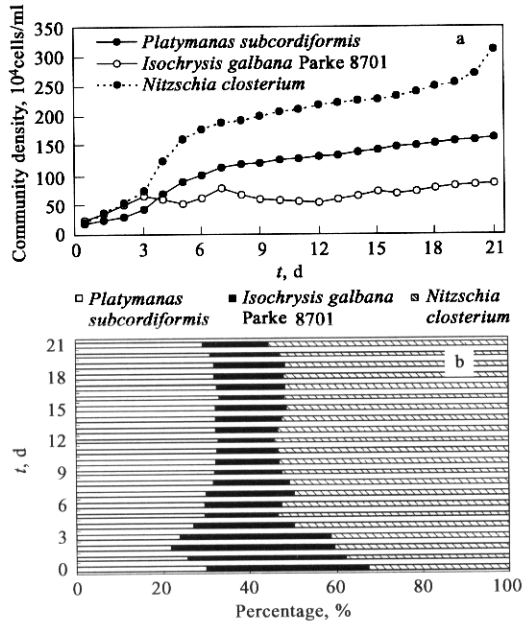 350
300
250
200
150
100
50
0
Community density, 10⁴cells/ml
a
Platymanas subcordiformis
Isochrysis galbana Parke 8701
Nitzschia closterium
0 3 6 9 12 15 18 21
t, d
Platymanas subcordiformis
Isochrysis galbana Parke 8701
Nitzschia closterium
b
21
18
15
12
9
6
3
0
t, d
0 20 40 60 80 100
Percentage, %